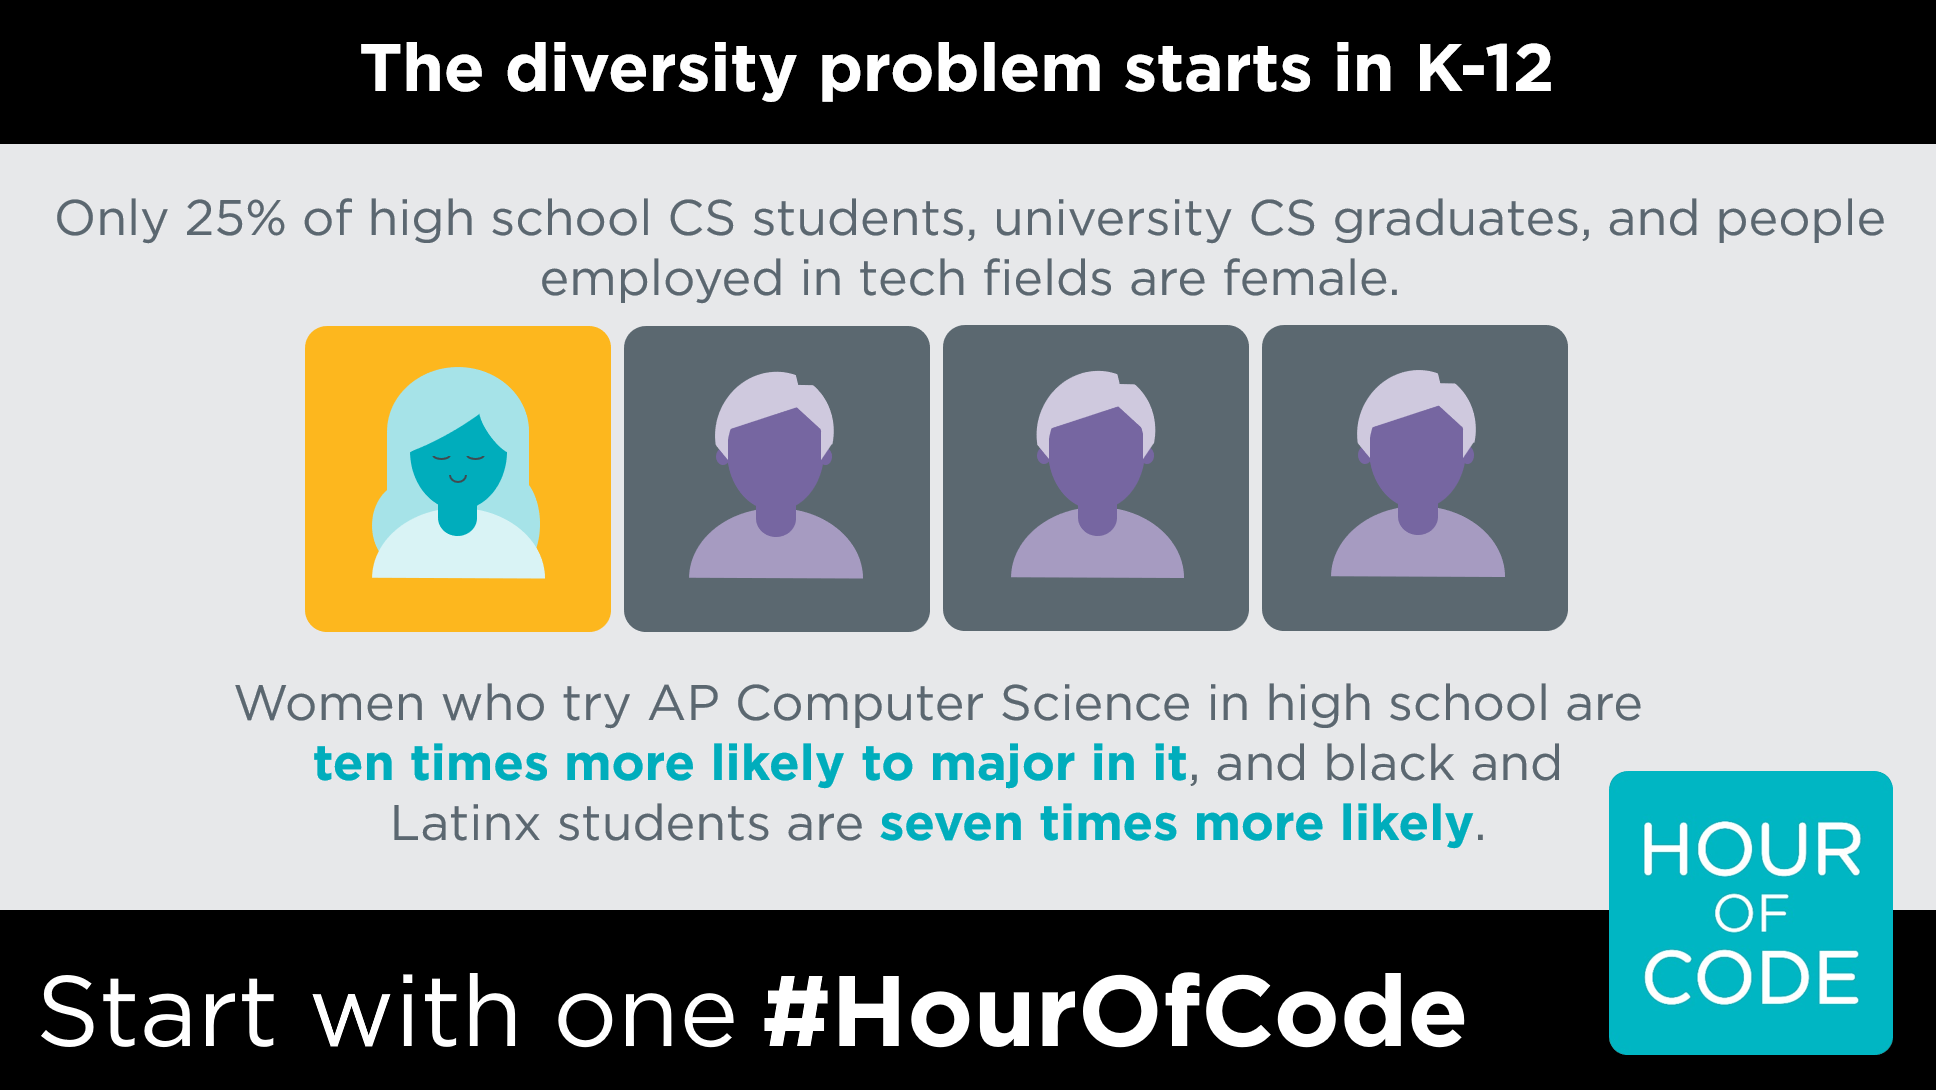 The diversity problem starts in K-12
Only 25% of high school CS students, university CS graduates, and people
employed in tech fields are female.
Women who try AP Computer Science in high school are
ten times more likely to major in it, and black and
Latinx students are seven times more likely.
HOUR
OF
CODE
Start with one #HourOfCode